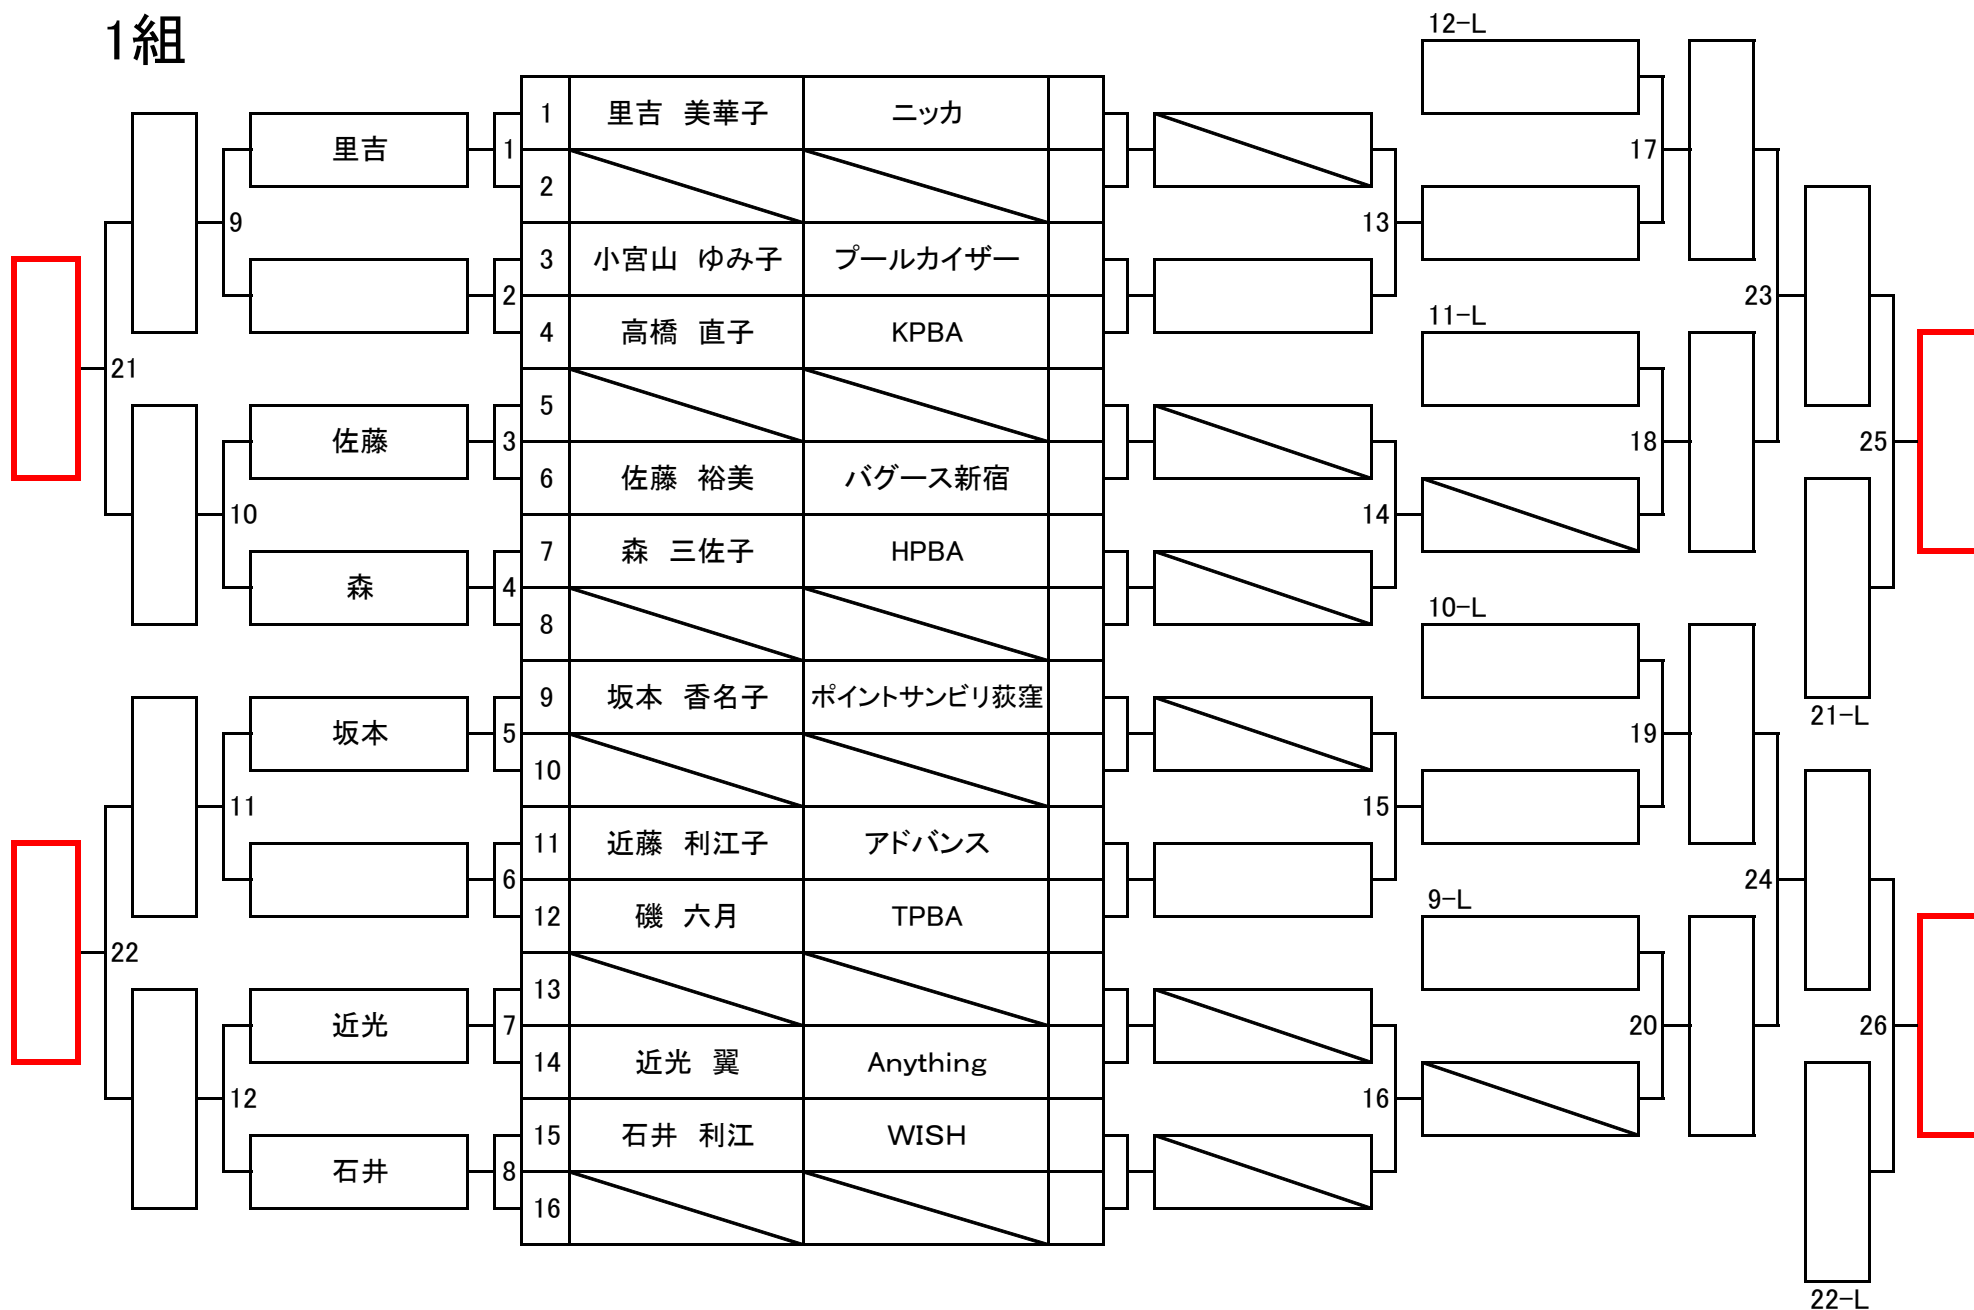 1組
12-L
1 里吉 美華子 ニッカ
里吉 1 17
2
9 13
3 小宮山 ゆみ子 プールカイザー
2 23
11-L
4 高橋 直子 KPBA
21
5
佐藤 3 18 25
6 佐藤 裕美 バグース新宿
10 14
7 森 三佐子 HPBA
森 4
10-L
8
9 坂本 香名子 ポイントサンビリ荻窪
21-L
坂本 5 19
10
11 15
11 近藤 利江子 アドバンス
6 24
9-L
12 磯 六月 TPBA
22
13
近光 7 20 26
14 近光 翼 Anything
12 16
15 石井 利江 WISH
石井 8
16
22-L